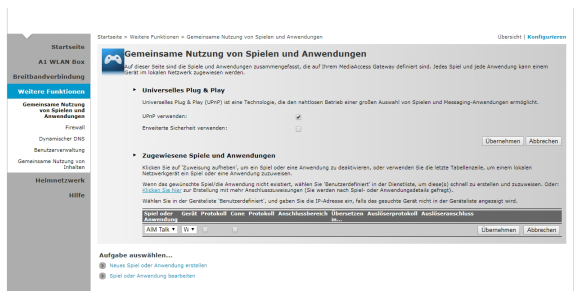 Startseite » Weitere Funktionen » Gemeinsame Nutzung von Spielen und Anwendungen
Übersicht | Konfigurieren
Startseite
A1 WLAN Box
Breitbandverbindung
Weitere Funktionen
Gemeinsame Nutzung
von Spielen und
Anwendungen
Firewall
Dynamischer DNS
Benutzerverwaltung
Gemeinsame Nutzung von
Inhalten
Heimnetzwerk
Hilfe
Gemeinsame Nutzung von Spielen und Anwendungen
Auf dieser Seite sind die Spiele und Anwendungen zusammengefasst, die auf Ihrem MediaAccess Gateway definiert sind. Jedes Spiel und jede Anwendung kann einem
Gerät im lokalen Netzwerk zugewiesen werden.
Universelles Plug & Play
Universelles Plug & Play (UPnP) ist eine Technologie, die den nahtlosen Betrieb einer großen Auswahl von Spielen und Messaging-Anwendungen ermöglicht.
UPnP verwenden:
Erweiterte Sicherheit verwenden:
Übernehmen Abbrechen
Zugewiesene Spiele und Anwendungen
Klicken Sie auf 'Zuweisung aufheben', um ein Spiel oder eine Anwendung zu deaktivieren, oder verwenden Sie die letzte Tabellenzeile, um einem lokalen
Netzwerkgerät ein Spiel oder eine Anwendung zuzuweisen.
Wenn das gewünschte Spiel/die Anwendung nicht existiert, wählen Sie 'Benutzerdefiniert' in der Dienstliste, um diese(s) schnell zu erstellen und zuzuweisen. Oder:
Klicken Sie hier zur Erstellung mit mehr Anschlusszuweisungen (Sie werden nach Spiel- oder Anwendungsdetails gefragt).
Wählen Sie in der Geräteliste 'Benutzerdefiniert', und geben Sie die IP-Adresse ein, falls das gesuchte Gerät nicht in der Geräteliste angezeigt wird.
Spiel oder Gerät Protokoll Cone Protokoll Anschlussbereich Übersetzen Auslöserprotokoll Auslöseranschluss
Anwendung in...
AIM Talk W
Übernehmen Abbrechen
Aufgabe auswählen...
Neues Spiel oder Anwendung erstellen
Spiel oder Anwendung bearbeiten